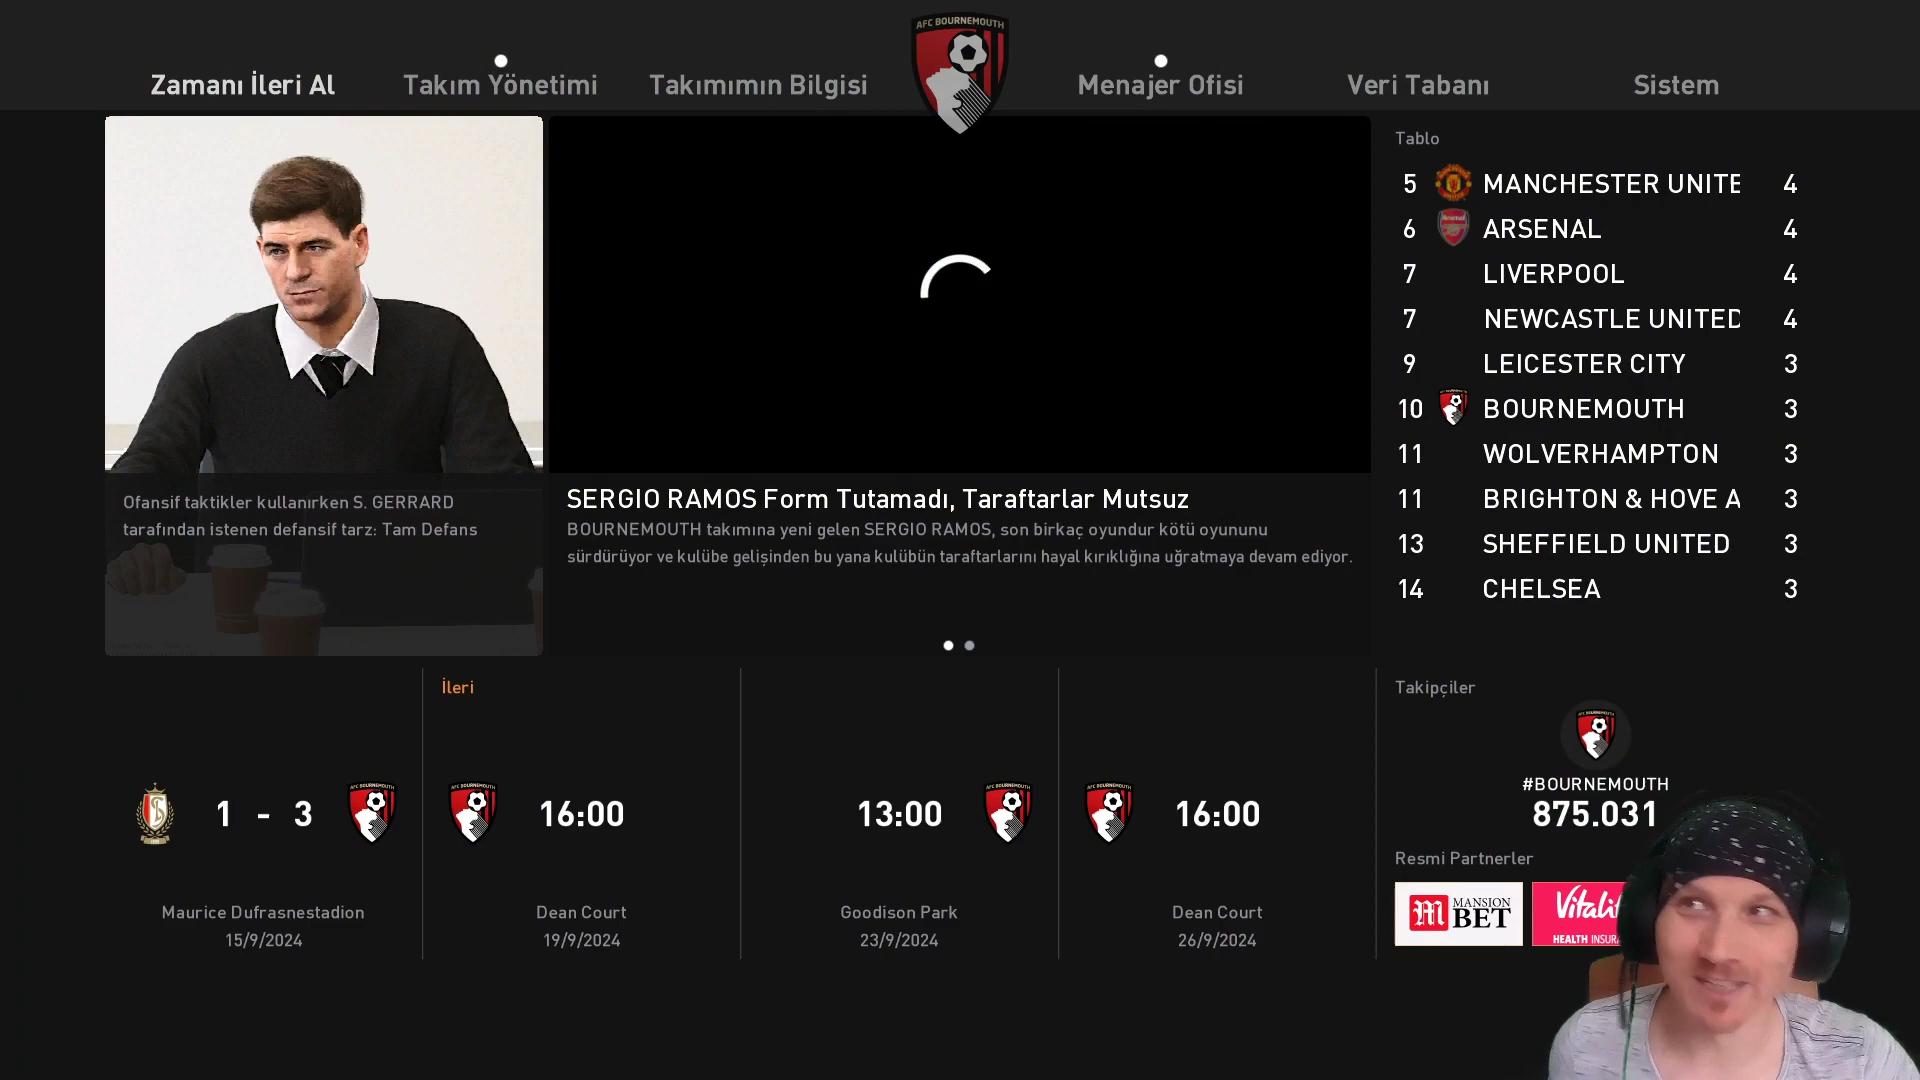 Zamanı İleri Al
Takım Yönetimi
Takımımın Bilgisi
AFC BOURNEMOUTH
Menajer Ofisi
Veri Tabanı
Sistem
Ofansif taktikler kullanırken S. GERRARD
tarafından istenen defansif tarz: Tam Defans
SERGIO RAMOS Form Tutamadı, Taraftarlar Mutsuz
BOURNEMOUTH takımına yeni gelen SERGIO RAMOS, son birkaç oyundur kötü oyununu
sürdürüyor ve kulübe gelişinden bu yana kulübün taraftarlarını hayal kırıklığına uğratmaya devam ediyor.
Tablo
5 MANCHESTER UNITE 4
6 ARSENAL 4
7 LIVERPOOL 4
7 NEWCASTLE UNITED 4
9 LEICESTER CITY 3
10 BOURNEMOUTH 3
11 WOLVERHAMPTON 3
11 BRIGHTON & HOVE A 3
13 SHEFFIELD UNITED 3
14 CHELSEA 3
1 - 3
Maurice Dufrasnestadion
15/9/2024
İleri
16:00
Dean Court
19/9/2024
13:00
Goodison Park
23/9/2024
16:00
Dean Court
26/9/2024
Takipçiler
#BOURNEMOUTH
875.031
Resmi Partnerler
M MANSION
BET
Vitalit
HEALTH INSURA